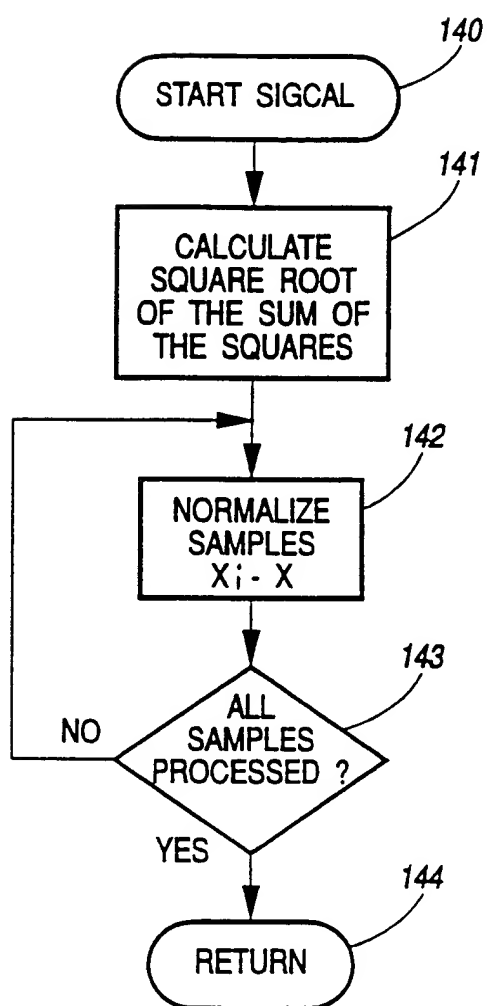 140
START SIGCAL
141
CALCULATE
SQUARE ROOT
OF THE SUM OF
THE SQUARES
142
NORMALIZE
SAMPLES
Xi - X
143
ALL
SAMPLES
PROCESSED ?
NO
YES
144
RETURN